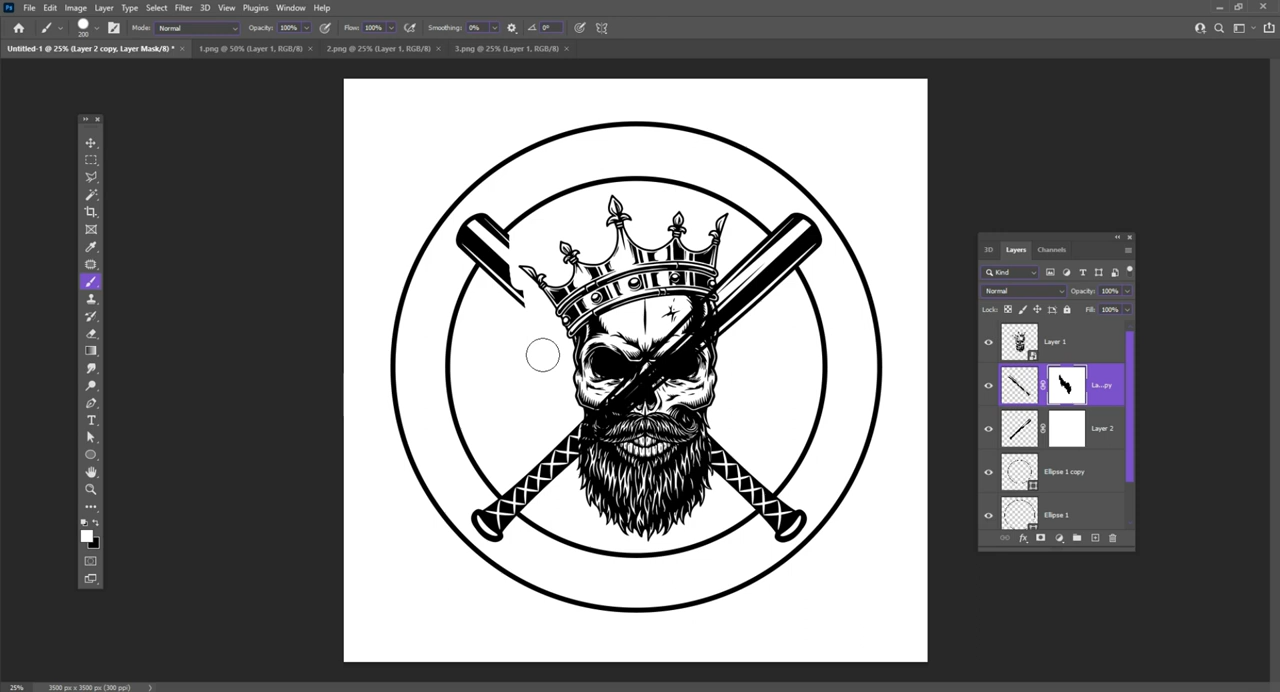 Ps File Edit Image Layer Type Select Filter 3D View Plugins Window Help
200 Mode: Normal Opacity: 100% Flow: 100% Smoothing: 0% 0°
Untitled-1 @ 25% (Layer 2 copy, Layer Mask/8) * × 1.png @ 50% (Layer 1, RGB/8) × 2.png @ 25% (Layer 1, RGB/8) × 3.png @ 25% (Layer 1, RGB/8) ×
3D Layers Channels
Kind
Normal Opacity: 100%
Lock: Fill: 100%
Layer 1
La...py
Layer 2
Ellipse 1 copy
Ellipse 1
fx
25% 3500 px x 3500 px (300 ppi)